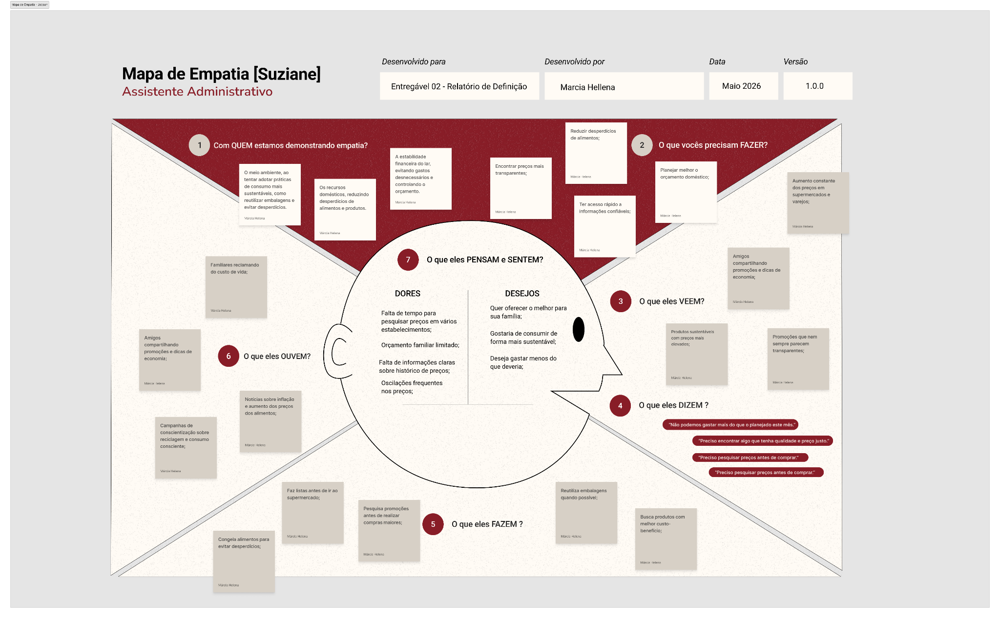 Mapa de Empatia - Jobson
Mapa de Empatia [Suziane]
Assistente Administrativo
Desenvolvido para
Entregável 02 - Relatório de Definição
Desenvolvido por
Marcia Hellena
Data
Maio 2026
Versão
1.0.0
1
Com QUEM estamos demonstrando empatia?
O meio ambiente, ao
tentar adotar práticas
de consumo mais
sustentáveis, como
reutilizar embalagens e
evitar desperdícios.
Márcia Helena
Os recursos
domésticos, reduzindo
desperdícios de
alimentos e produtos.
Márcia Helena
A estabilidade
financeira do lar,
evitando gastos
desnecessários e
controlando o
orçamento.
Márcia Helena
2
O que vocês precisam FAZER?
Encontrar preços mais
transparentes;
Márcia Helena
Reduzir desperdícios
de alimentos;
Márcia Helena
Ter acesso rápido a
informações confiáveis;
Márcia Helena
Planejar melhor o
orçamento doméstico;
Márcia Helena
3
O que eles VEEM?
Aumento constante
dos preços em
supermercados e
varejos;
Márcia Helena
Amigos
compartilhando
promoções e dicas de
economia;
Márcia Helena
Produtos sustentáveis
com preços mais
elevados;
Márcia Helena
Promoções que nem
sempre parecem
transparentes;
Márcia Helena
4
O que eles DIZEM ?
“Não podemos gastar mais do que o planejado este mês.”
“Preciso encontrar algo que tenha qualidade e preço justo.”
“Preciso pesquisar preços antes de comprar.”
“Preciso pesquisar preços antes de comprar.”
5
O que eles FAZEM ?
Congela alimentos para
evitar desperdícios;
Márcia Helena
Faz listas antes de ir ao
supermercado;
Márcia Helena
Pesquisa promoções
antes de realizar
compras maiores;
Márcia Helena
Reutiliza embalagens
quando possível;
Márcia Helena
Busca produtos com
melhor custo-
benefício;
Márcia Helena
6
O que eles OUVEM?
Familiares reclamando
do custo de vida;
Márcia Helena
Amigos
compartilhando
promoções e dicas de
economia;
Márcia Helena
Notícias sobre inflação
e aumento dos preços
dos alimentos;
Márcia Helena
Campanhas de
conscientização sobre
reciclagem e consumo
consciente;
Márcia Helena
7
O que eles PENSAM e SENTEM?
DORES
Falta de tempo para
pesquisar preços em vários
estabelecimentos;
Orçamento familiar limitado;
Falta de informações claras
sobre histórico de preços;
Oscilações frequentes
nos preços;
DESEJOS
Quer oferecer o melhor para
sua família;
Gostaria de consumir de
forma mais sustentável;
Deseja gastar menos do
que deveria;